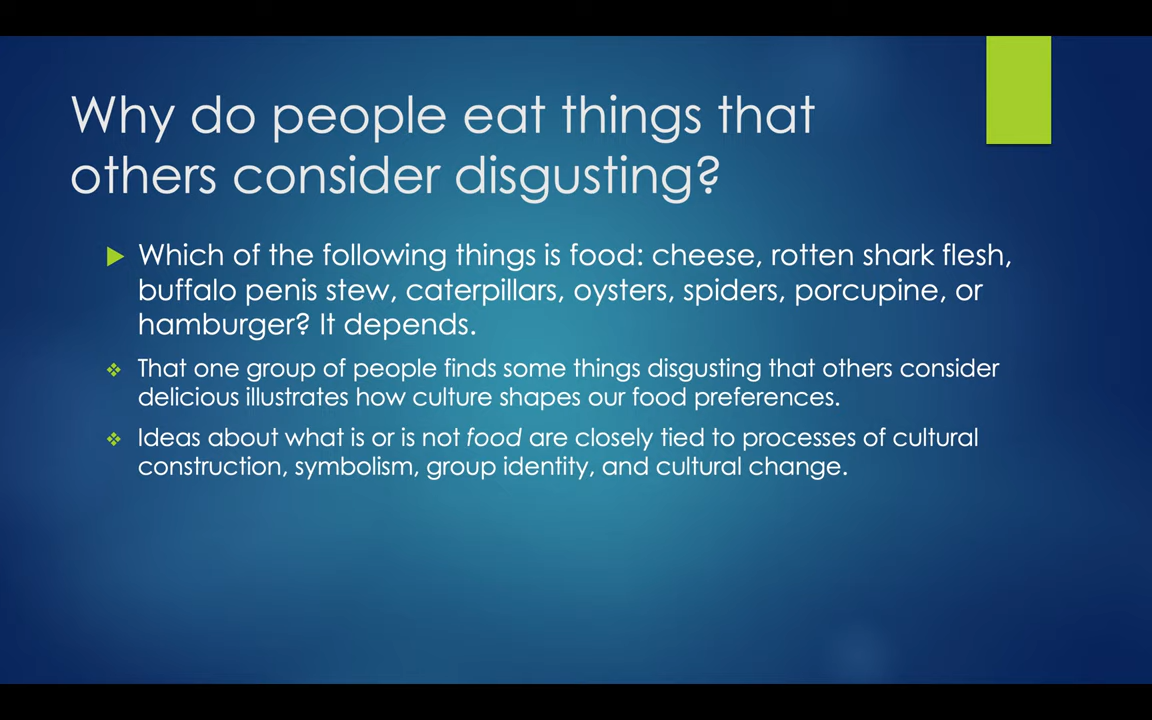 Why do people eat things that
others consider disgusting?
Which of the following things is food: cheese, rotten shark flesh,
buffalo penis stew, caterpillars, oysters, spiders, porcupine, or
hamburger? It depends.
That one group of people finds some things disgusting that others consider
delicious illustrates how culture shapes our food preferences.
Ideas about what is or is not food are closely tied to processes of cultural
construction, symbolism, group identity, and cultural change.